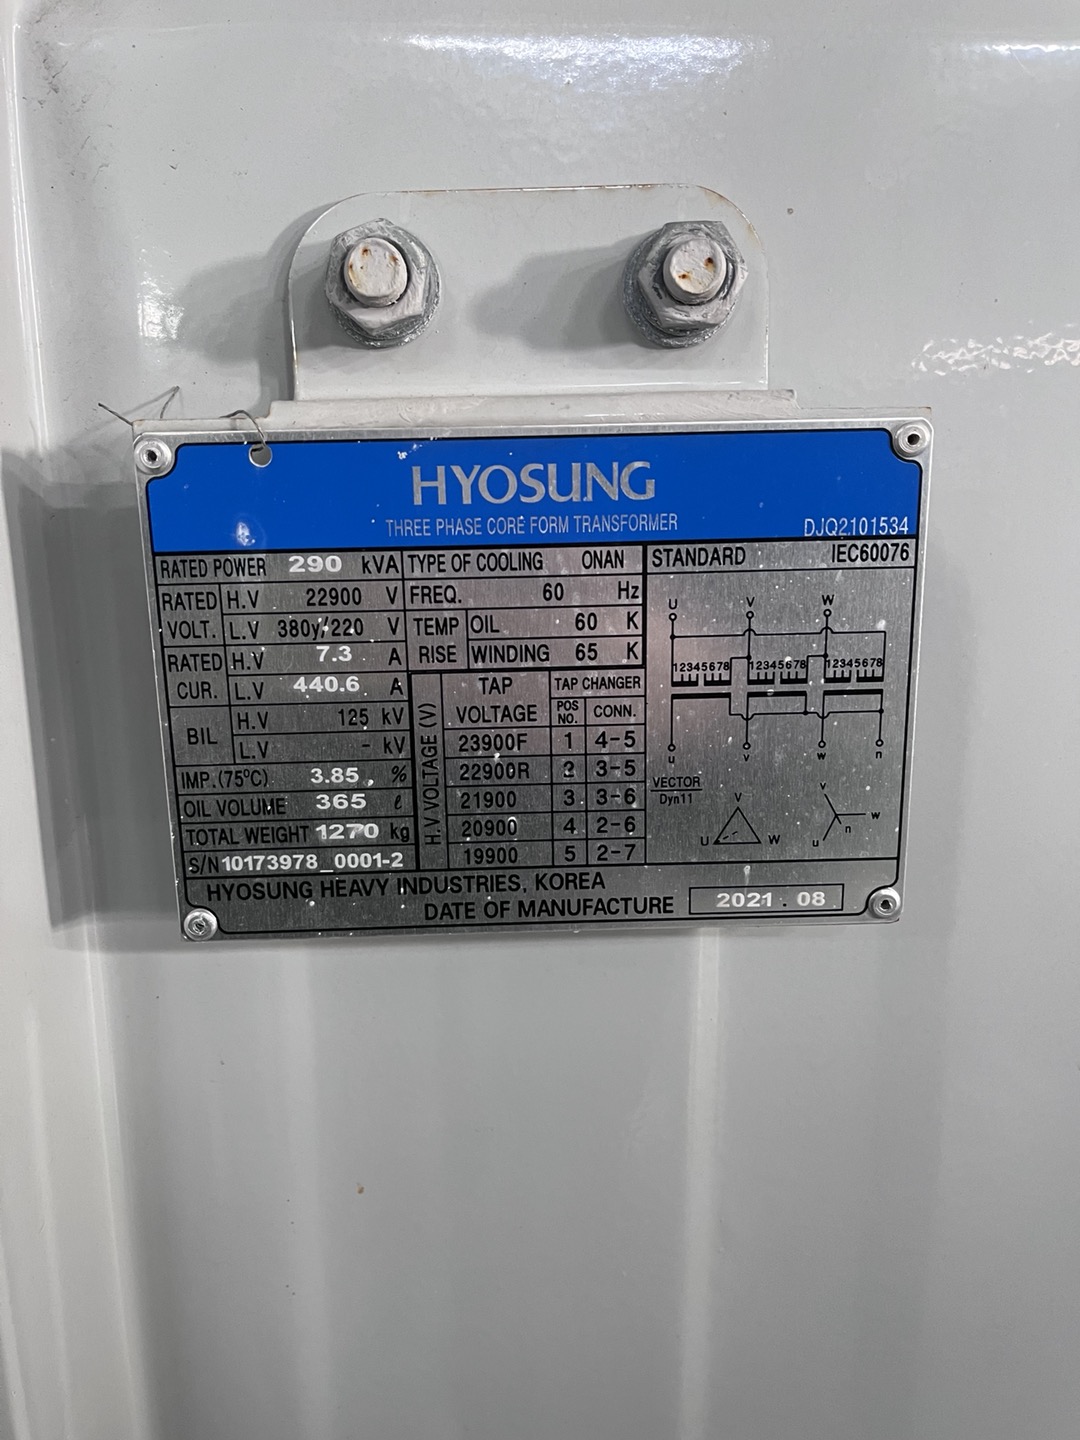 HYOSUNG
THREE PHASE CORE FORM TRANSFORMER
DJQ2101534
RATED POWER 290 kVA
RATED VOLT. H.V 22900 V
L.V 380y/220 V
RATED CUR. H.V 7.3 A
L.V 440.6 A
BIL H.V 125 kV
L.V - kV
IMP.(75°C) 3.85 %
OIL VOLUME 365 ℓ
TOTAL WEIGHT 1270 kg
S/N 10173978_0001-2
TYPE OF COOLING ONAN
FREQ. 60 Hz
TEMP RISE OIL 60 K
WINDING 65 K
H.V VOLTAGE (V)
TAP VOLTAGE TAP CHANGER
POS NO. CONN.
23900F 1 4-5
22900R 2 3-5
21900 3 3-6
20900 4 2-6
19900 5 2-7
STANDARD IEC60076
U V W
12345678 12345678 12345678
u v w n
VECTOR
Dyn11
V
U W
v
w
n
u
HYOSUNG HEAVY INDUSTRIES, KOREA
DATE OF MANUFACTURE 2021.08